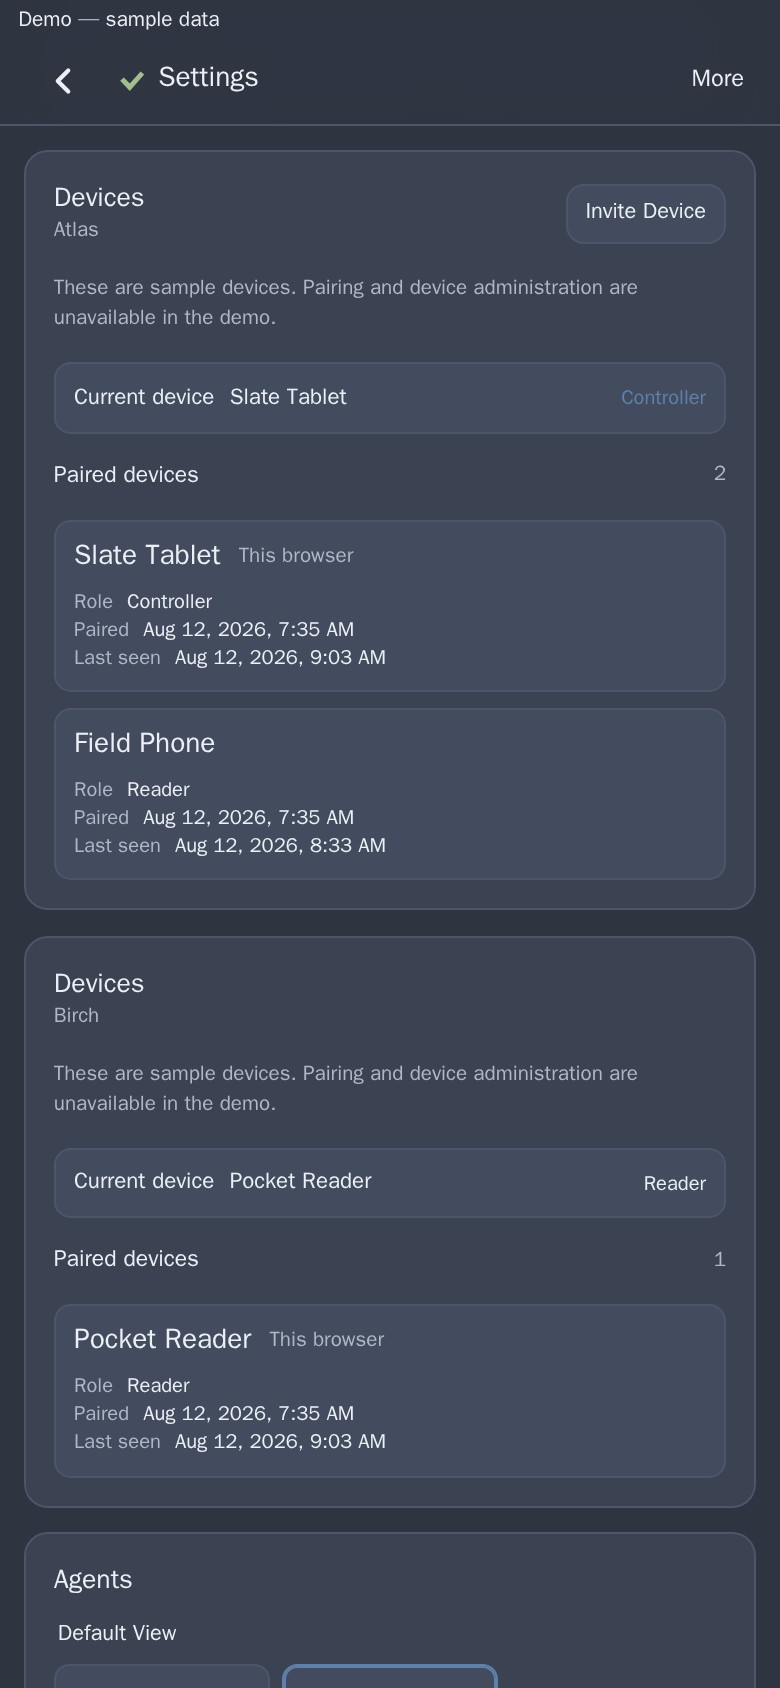 Demo — sample data
Settings
More
Devices
Atlas
Invite Device
These are sample devices. Pairing and device administration are
unavailable in the demo.
Current device Slate Tablet
Controller
Paired devices
2
Slate Tablet This browser
Role Controller
Paired Aug 12, 2026, 7:35 AM
Last seen Aug 12, 2026, 9:03 AM
Field Phone
Role Reader
Paired Aug 12, 2026, 7:35 AM
Last seen Aug 12, 2026, 8:33 AM
Devices
Birch
These are sample devices. Pairing and device administration are
unavailable in the demo.
Current device Pocket Reader
Reader
Paired devices
1
Pocket Reader This browser
Role Reader
Paired Aug 12, 2026, 7:35 AM
Last seen Aug 12, 2026, 9:03 AM
Agents
Default View